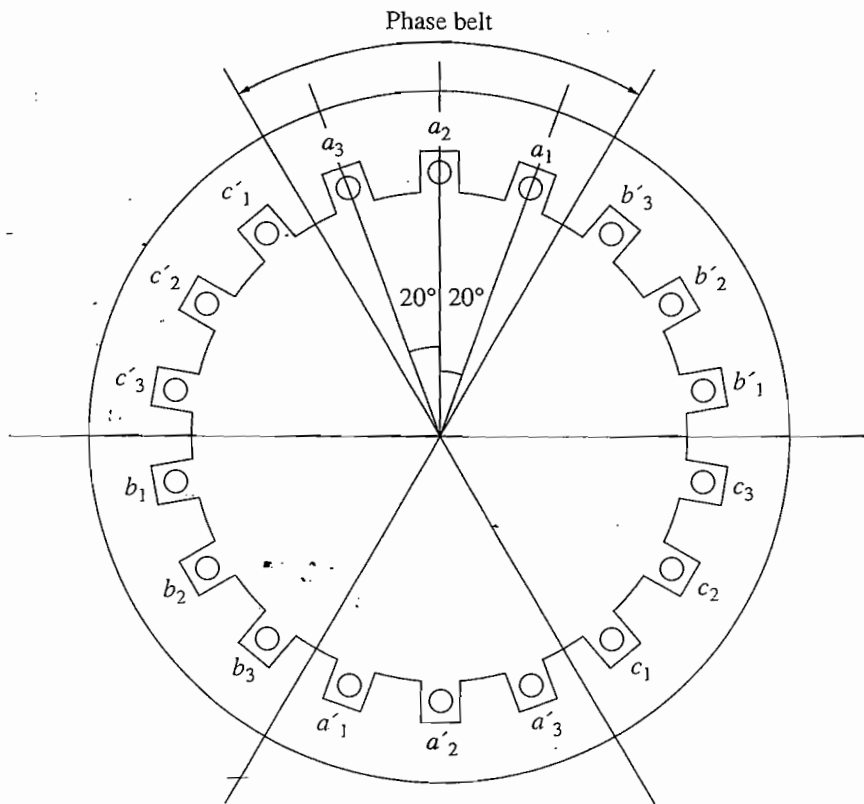 Phase belt
a₂
a₃ a₁
c′₁ b′₃
c′₂ b′₂
20° 20°
c′₃ b′₁
b₁ c₃
b₂ c₂
b₃ c₁
a′₁ a′₃
a′₂